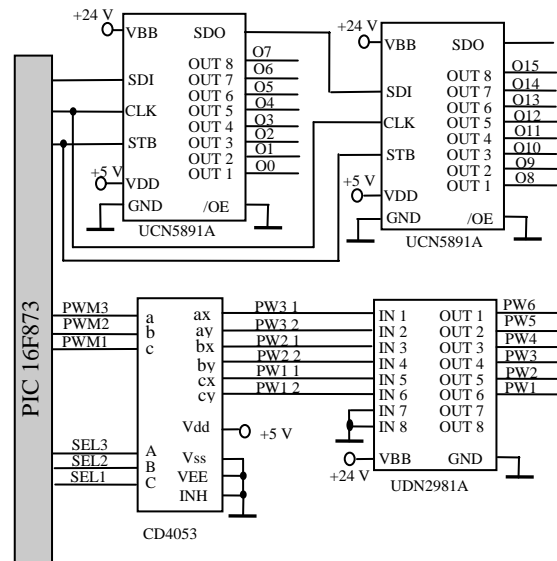 +24 V
VBB SDO
SDI
CLK
STB
+5 V
VDD
GND /OE
OUT 8 O7
OUT 7 O6
OUT 6 O5
OUT 5 O4
OUT 4 O3
OUT 3 O2
OUT 2 O1
OUT 1 O0
UCN5891A
+24 V
VBB SDO
SDI
CLK
STB
+5 V
VDD
GND /OE
OUT 8 O15
OUT 7 O14
OUT 6 O13
OUT 5 O12
OUT 4 O11
OUT 3 O10
OUT 2 O9
OUT 1 O8
UCN5891A
PIC 16F873
PWM3 a
PWM2 b
PWM1 c
SEL3 A
SEL2 B
SEL1 C
ax PW3 1
ay PW3 2
bx PW2 1
by PW2 2
cx PW1 1
cy PW1 2
Vdd +5 V
Vss
VEE
INH
CD4053
IN 1 OUT 1 PW6
IN 2 OUT 2 PW5
IN 3 OUT 3 PW4
IN 4 OUT 4 PW3
IN 5 OUT 5 PW2
IN 6 OUT 6 PW1
IN 7 OUT 7
IN 8 OUT 8
VBB GND
+24 V
UDN2981A